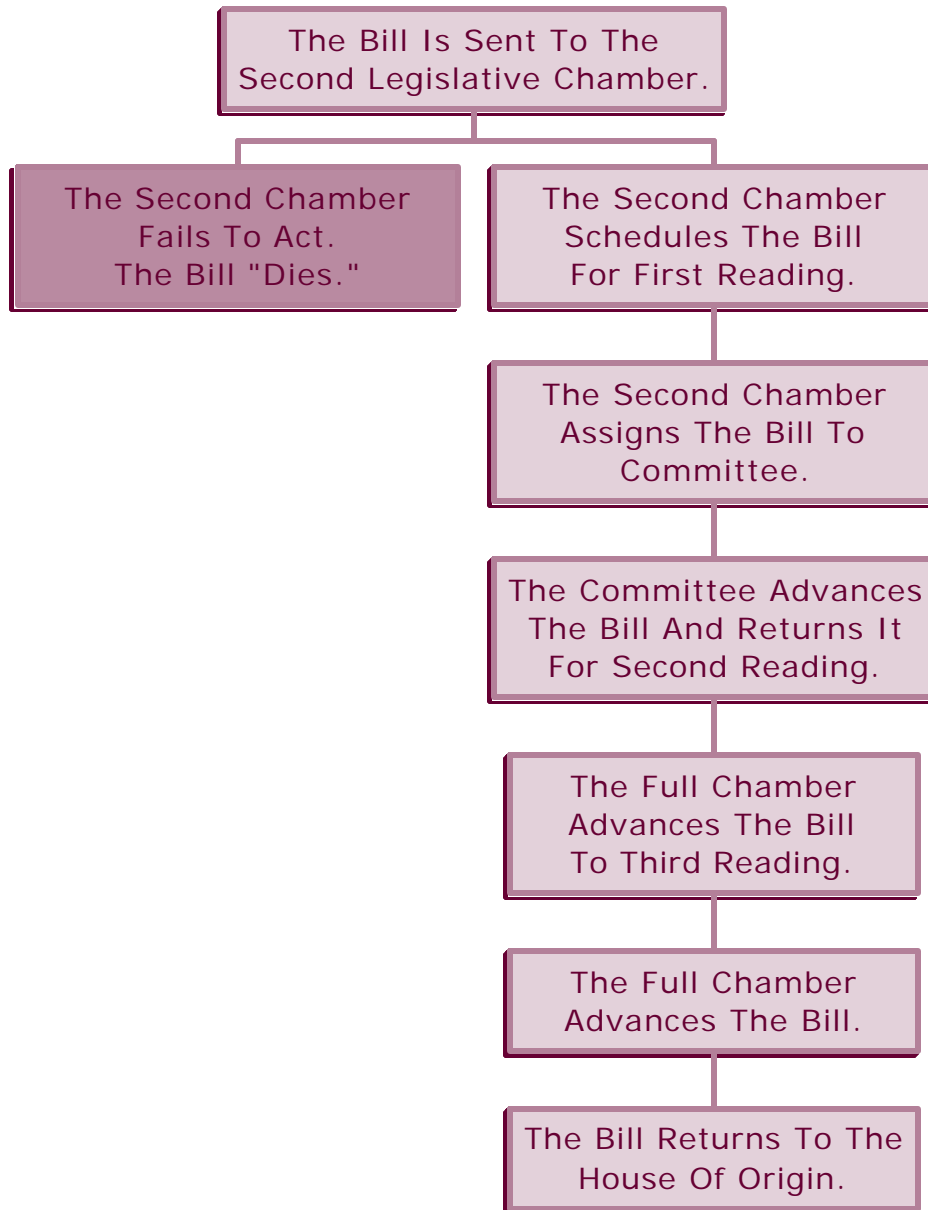 The Bill Is Sent To The
Second Legislative Chamber.
The Second Chamber
Fails To Act.
The Bill "Dies."
The Second Chamber
Schedules The Bill
For First Reading.
The Second Chamber
Assigns The Bill To
Committee.
The Committee Advances
The Bill And Returns It
For Second Reading.
The Full Chamber
Advances The Bill
To Third Reading.
The Full Chamber
Advances The Bill.
The Bill Returns To The
House Of Origin.